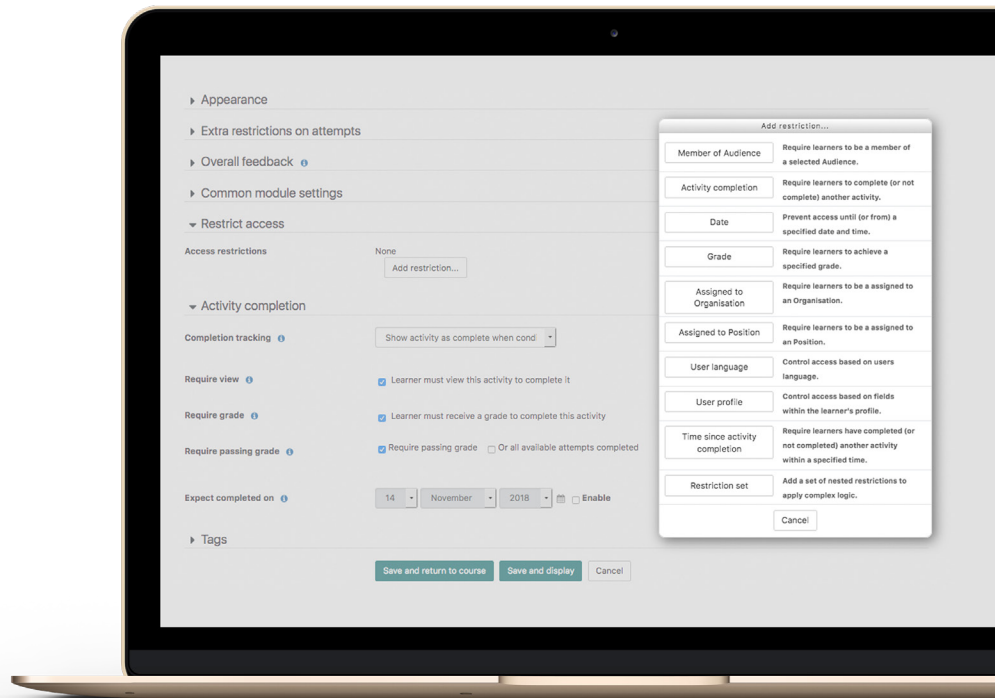 Appearance
Extra restrictions on attempts
Overall feedback
Common module settings
Restrict access
Access restrictions
None
Add restriction...
Activity completion
Completion tracking
Show activity as complete when condi
Require view
Learner must view this activity to complete it
Require grade
Learner must receive a grade to complete this activity
Require passing grade
Require passing grade
Or all available attempts completed
Expect completed on
14
November
2018
Enable
Tags
Save and return to course
Save and display
Cancel
Add restriction...
Member of Audience
Require learners to be a member of
a selected Audience.
Activity completion
Require learners to complete (or not
complete) another activity.
Date
Prevent access until (or from) a
specified date and time.
Grade
Require learners to achieve a
specified grade.
Assigned to
Organisation
Require learners to be a assigned to
an Organisation.
Assigned to Position
Require learners to be a assigned to
an Position.
User language
Control access based on users
language.
User profile
Control access based on fields
within the learner's profile.
Time since activity
completion
Require learners have completed (or
not completed) another activity
within a specified time.
Restriction set
Add a set of nested restrictions to
apply complex logic.
Cancel